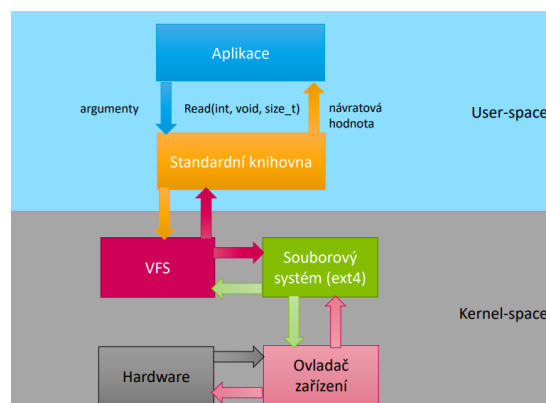 Aplikace
argumenty
Read(int, void, size_t)
návratová
hodnota
User-space
Standardní knihovna
VFS
Souborový
systém (ext4)
Kernel-space
Hardware
Ovladač
zařízení